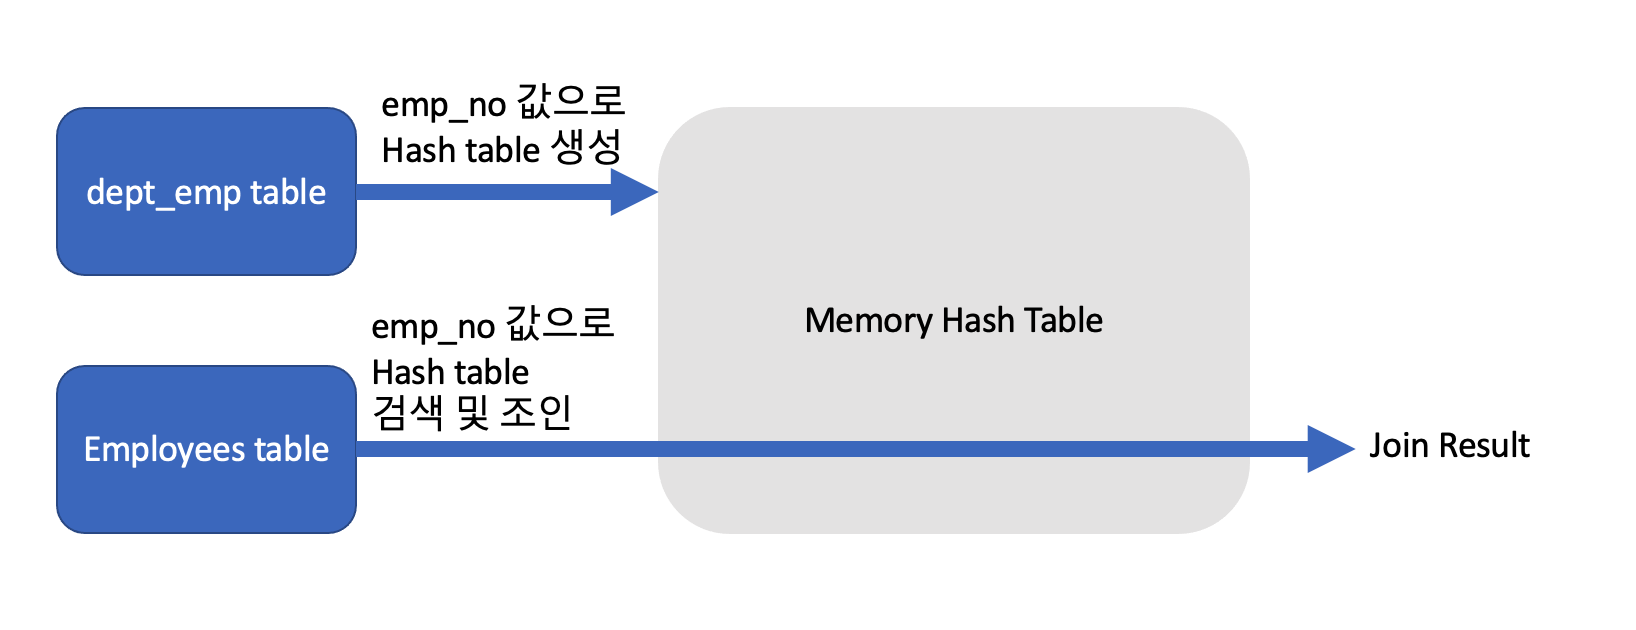 emp_no 값으로
Hash table 생성
dept_emp table
Memory Hash Table
emp_no 값으로
Hash table
검색 및 조인
Employees table
Join Result